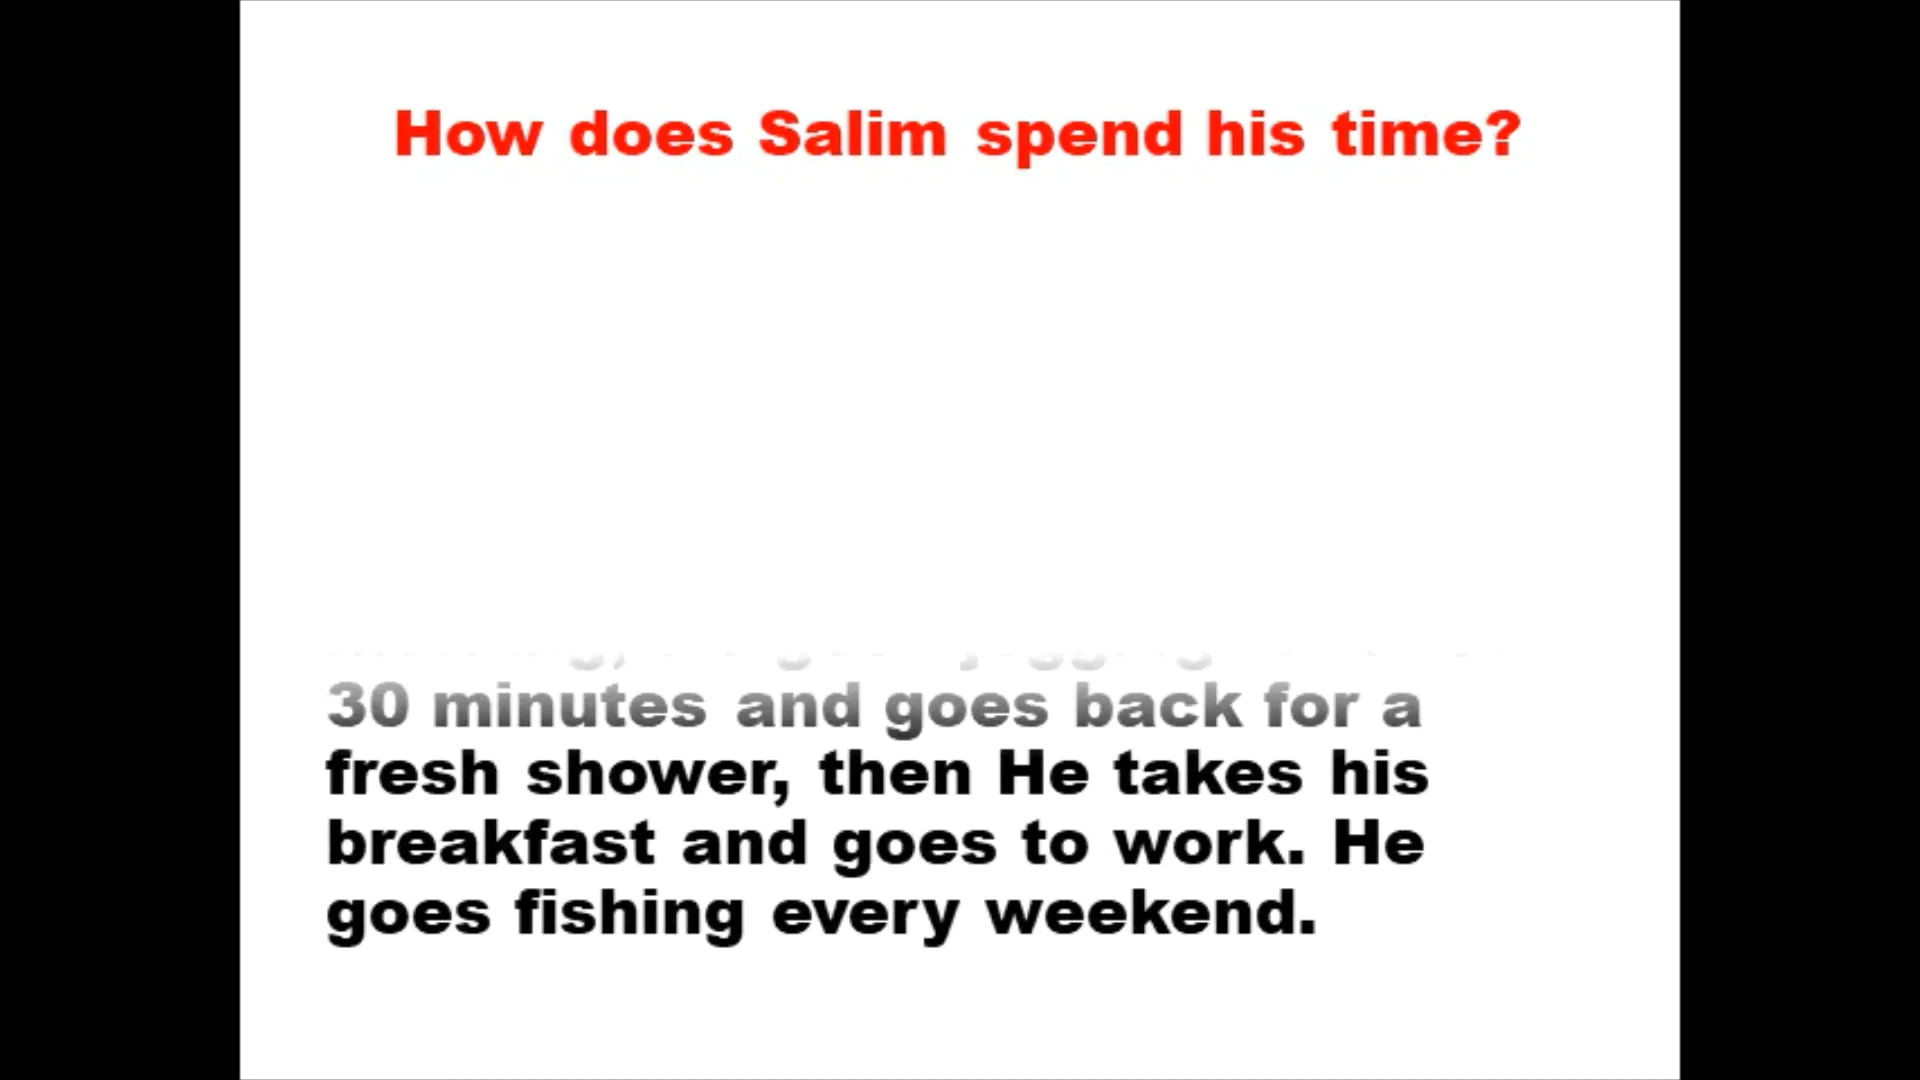 How does Salim spend his time?
30 minutes and goes back for a
fresh shower, then He takes his
breakfast and goes to work. He
goes fishing every weekend.